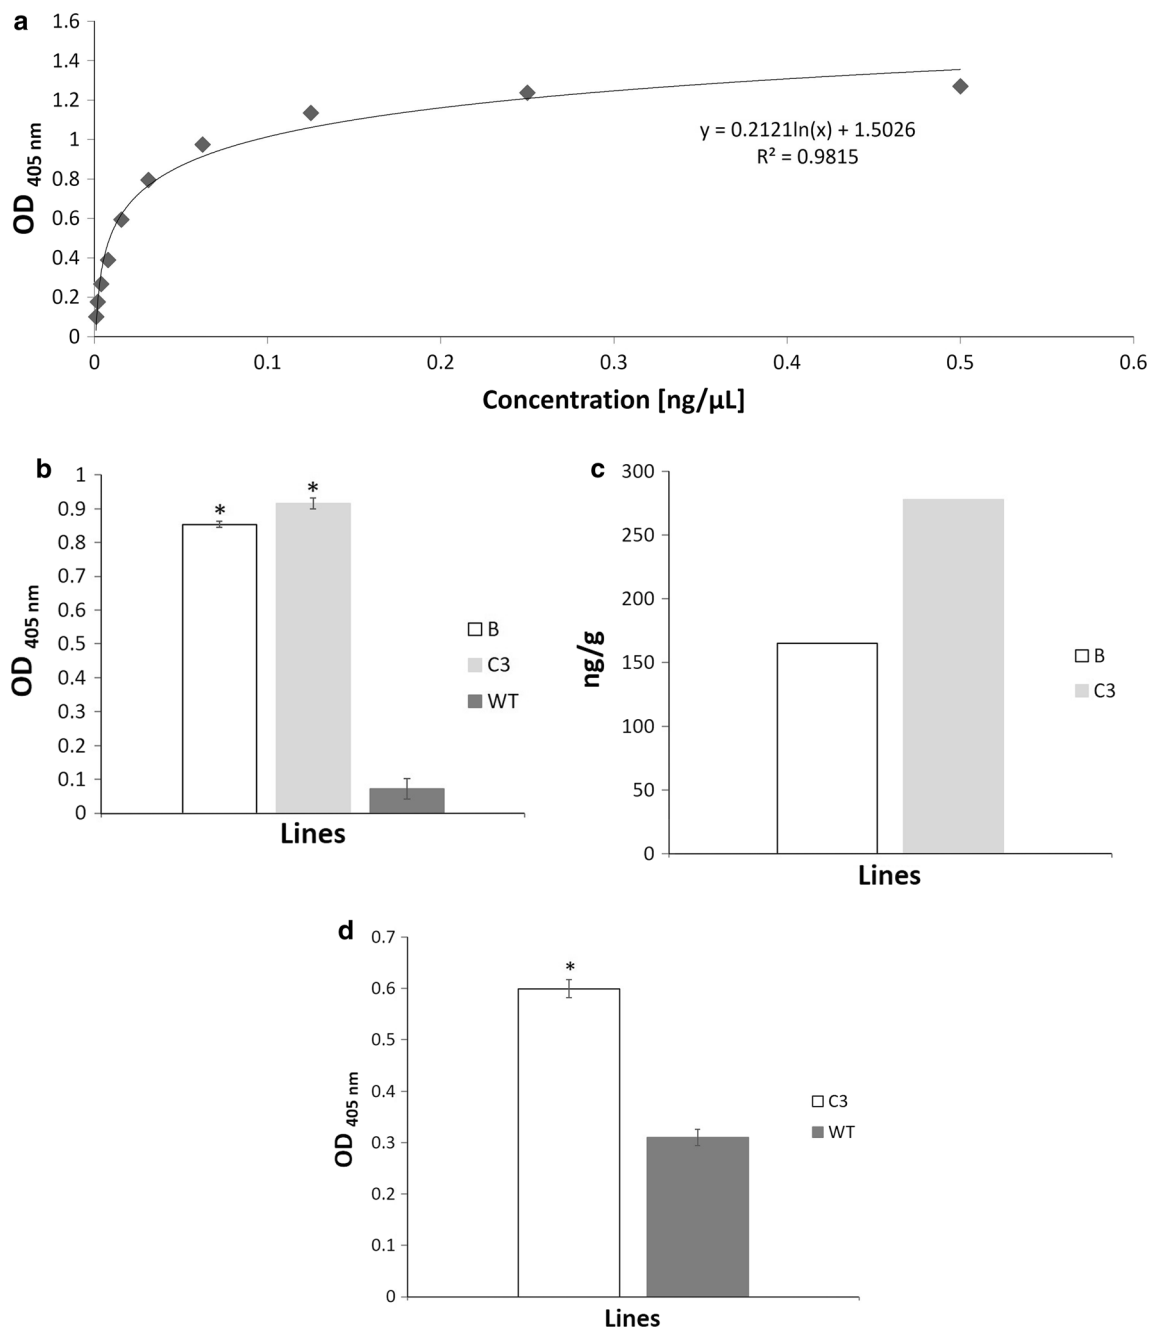 a
1.6
1.4
1.2
1
0.8
0.6
0.4
0.2
0
OD 405 nm
y = 0.2121ln(x) + 1.5026
R² = 0.9815
0 0.1 0.2 0.3 0.4 0.5 0.6
Concentration [ng/µL]
b
1
0.9
0.8
0.7
0.6
0.5
0.4
0.3
0.2
0.1
0
OD 405 nm
* *
B
C3
WT
Lines
c
300
250
200
150
100
50
0
ng/g
B
C3
Lines
d
0.7
0.6
0.5
0.4
0.3
0.2
0.1
0
OD 405 nm
*
C3
WT
Lines